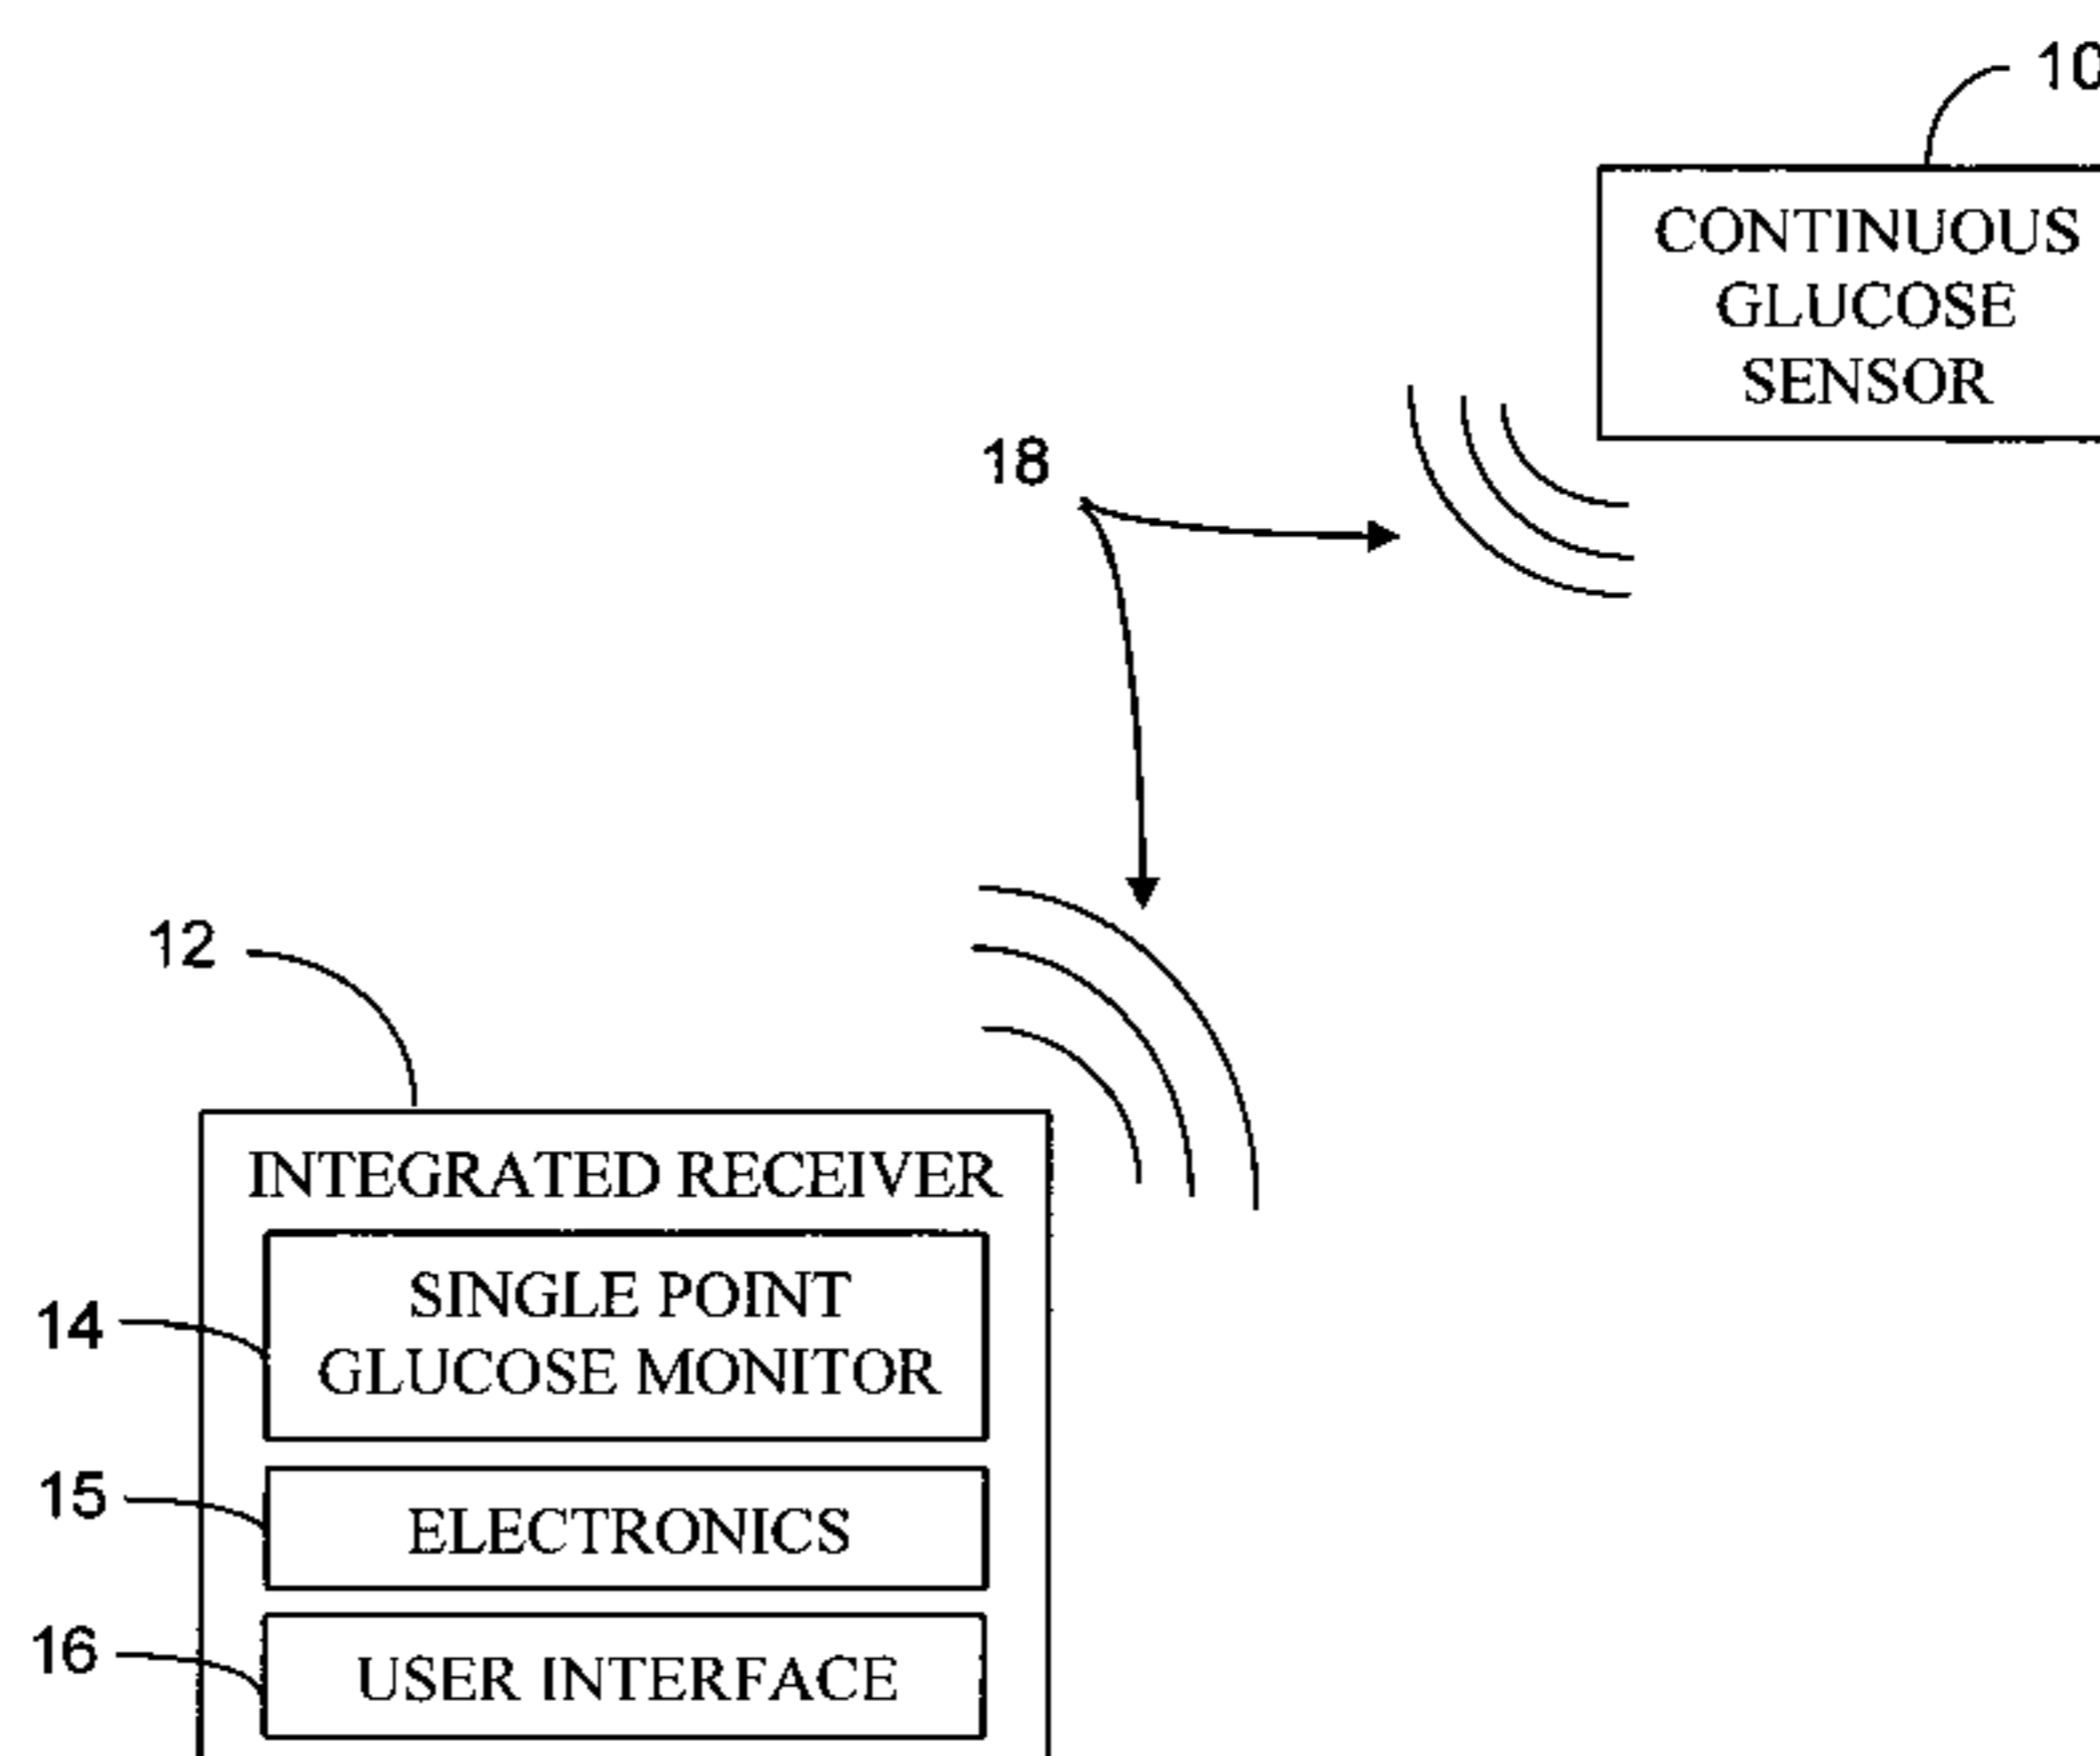 10
CONTINUOUS
GLUCOSE
SENSOR
18
12
INTEGRATED RECEIVER
14
SINGLE POINT
GLUCOSE MONITOR
15
ELECTRONICS
16
USER INTERFACE